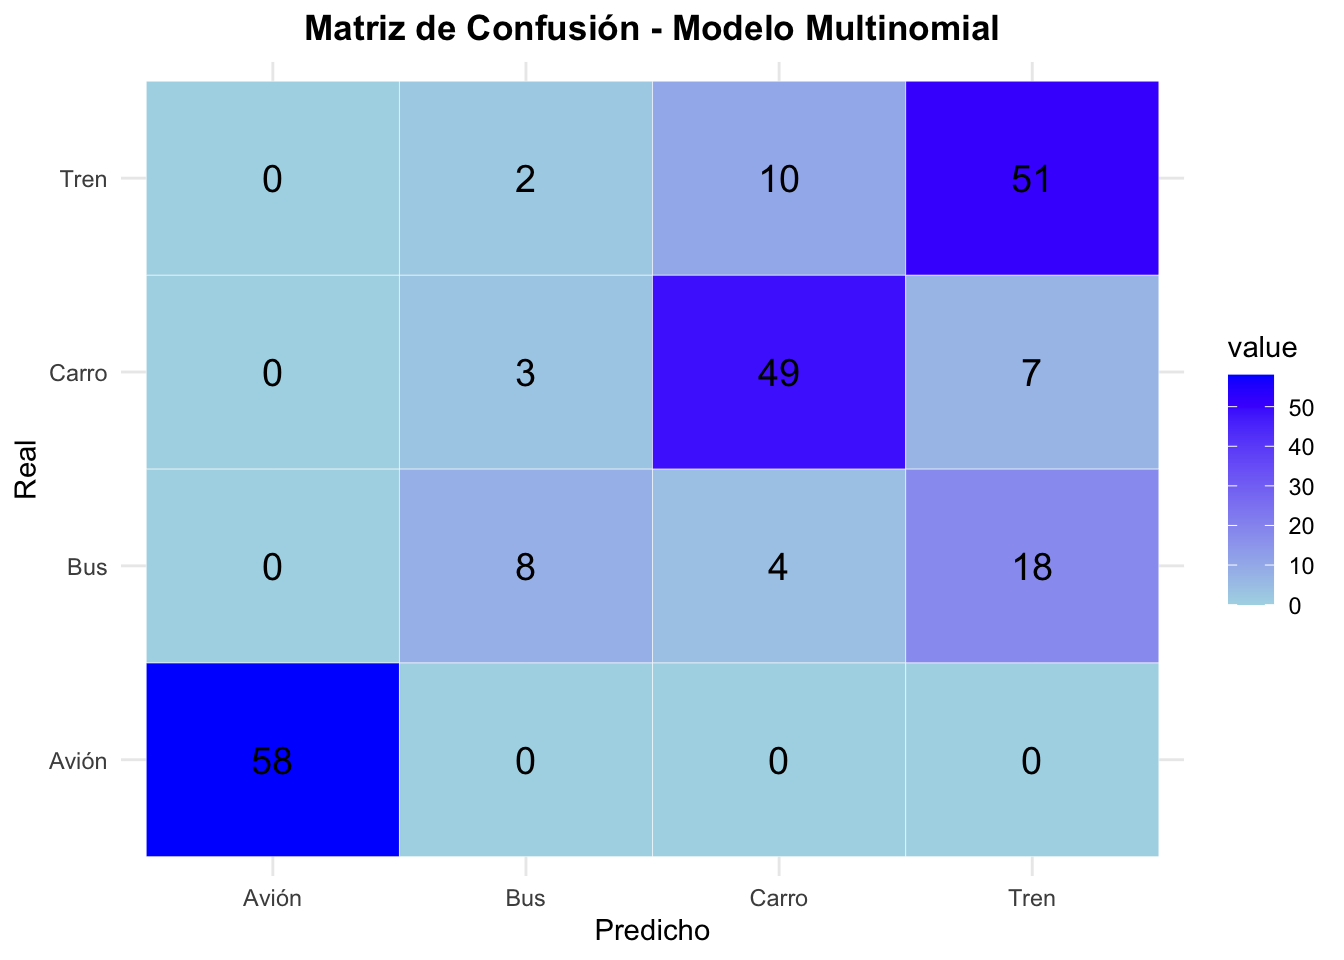 Matriz de Confusión - Modelo Multinomial
Tren 0 2 10 51
Carro 0 3 49 7
Bus 0 8 4 18
Avión 58 0 0 0
Avión Bus Carro Tren
Predicho
Real
value
50
40
30
20
10
0